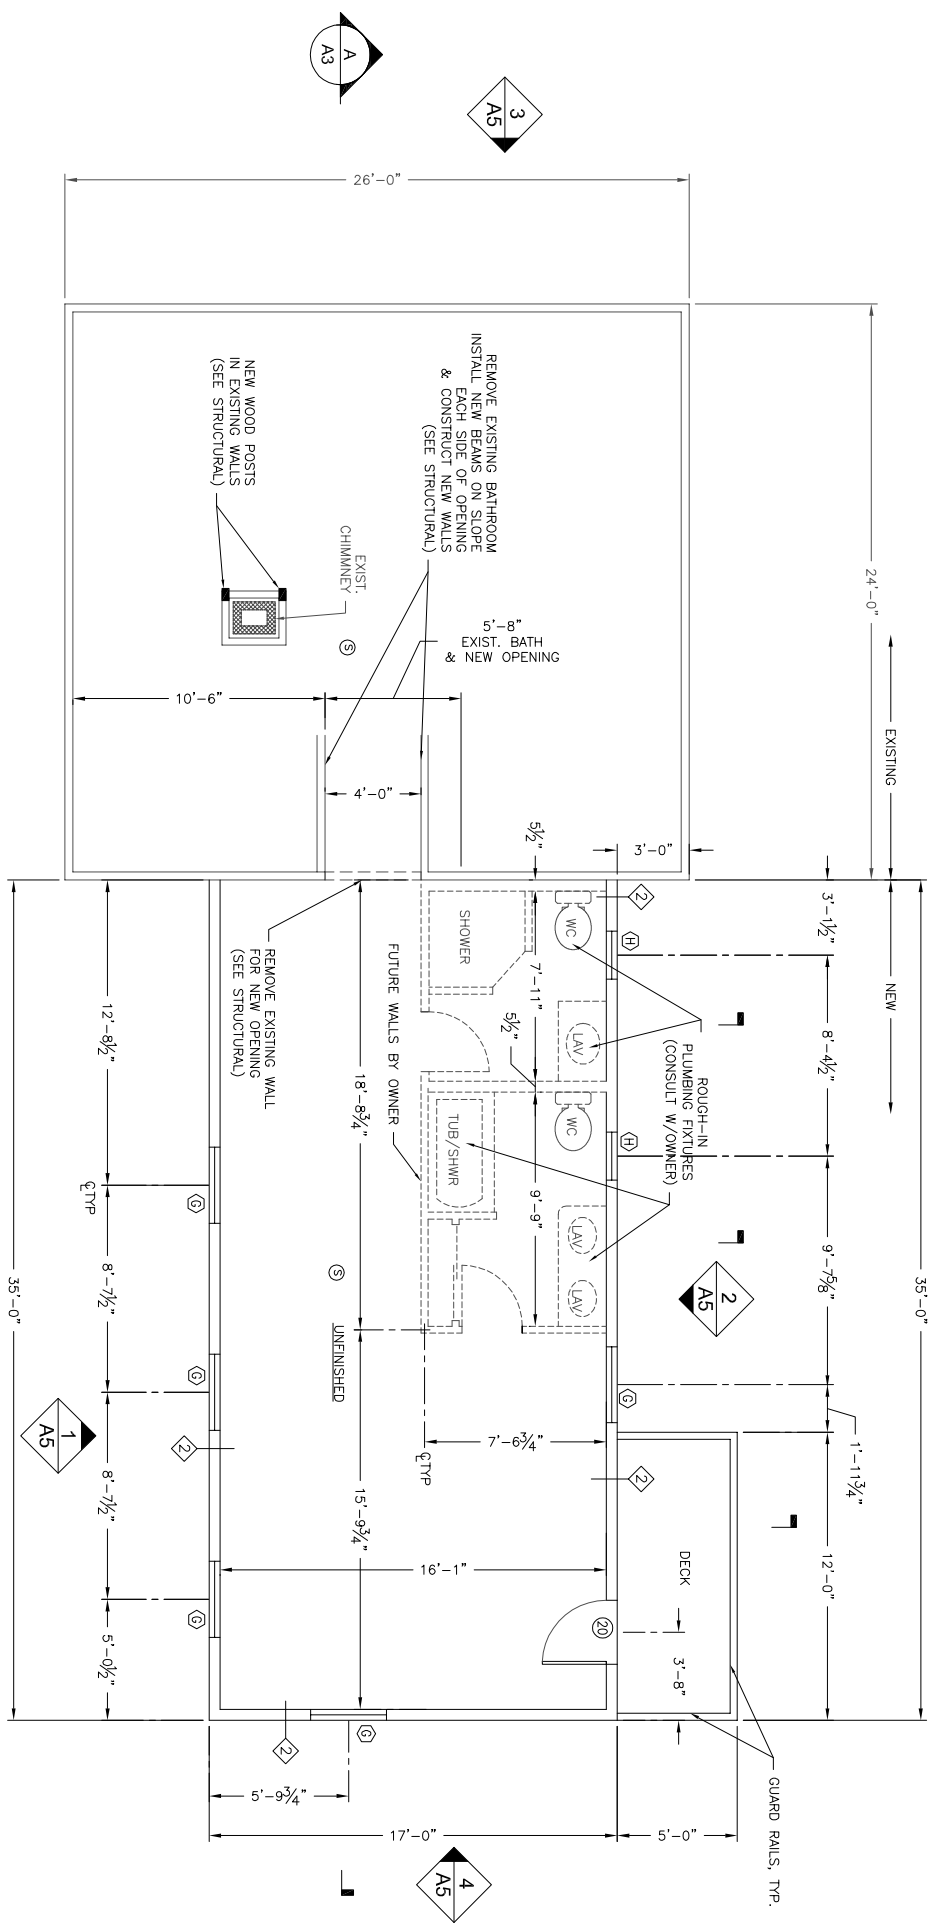 A
A3
3
A5
26'-0"
24'-0"
EXISTING
NEW
35'-0"
REMOVE EXISTING BATHROOM
INSTALL NEW BEAMS ON SLOPE
EACH SIDE OF OPENING
& CONSTRUCT NEW WALLS
(SEE STRUCTURAL)
NEW WOOD POSTS
IN EXISTING WALLS
(SEE STRUCTURAL)
EXIST.
CHIMMNEY
S
5'-8"
EXIST. BATH
& NEW OPENING
10'-6"
4'-0"
5½"
3'-0"
3'-1½"
8'-4½"
9'-7⅝"
1'-11¾"
12'-0"
2
H
H
G
WC
SHOWER
7'-11"
LAV
5½"
ROUGH-IN
PLUMBING FIXTURES
(CONSULT W/OWNER)
WC
TUB/SHWR
9'-9"
LAV
LAV
FUTURE WALLS BY OWNER
18'-8¾"
REMOVE EXISTING WALL
FOR NEW OPENING
(SEE STRUCTURAL)
S
UNFINISHED
2
A5
7'-6¾"
℄TYP
2
15'-9¾"
16'-1"
DECK
20
3'-8"
GUARD RAILS, TYP.
12'-8½"
℄TYP
8'-7½"
8'-7½"
5'-0½"
G
G
G
G
2
2
35'-0"
1
A5
5'-9¾"
17'-0"
5'-0"
4
A5